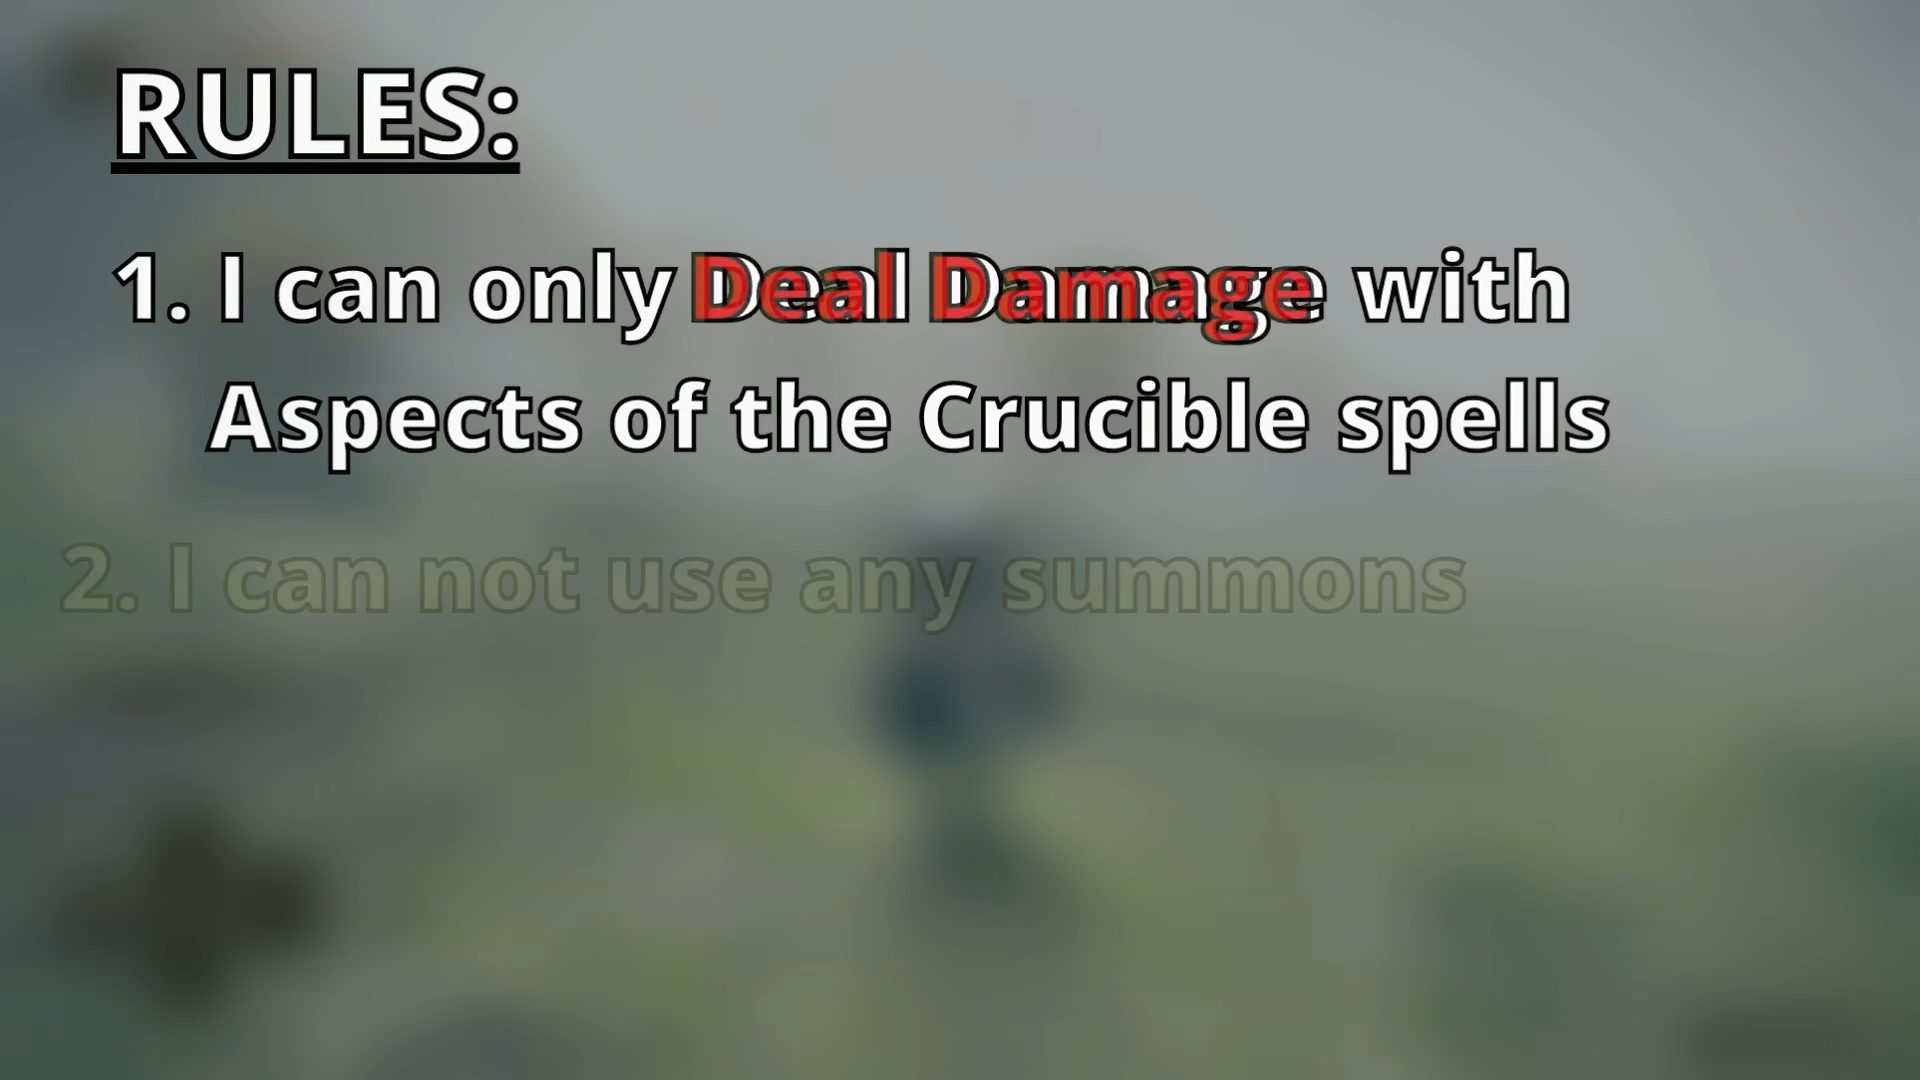 RULES:
1. I can only Deal Damage with
Aspects of the Crucible spells
2. I can not use any summons